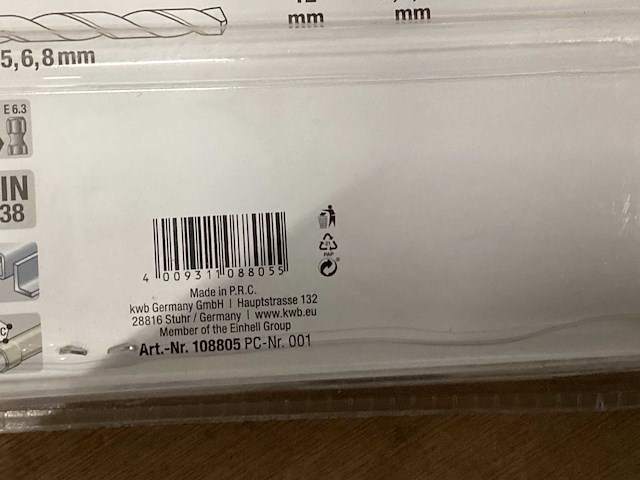 mm
mm
5,6,8 mm
E 6.3
IN
38
4 009311 088055
PAP
Made in P.R.C.
kwb Germany GmbH | Hauptstrasse 132
28816 Stuhr / Germany | www.kwb.eu
Member of the Einhell Group
Art.-Nr. 108805 PC-Nr. 001